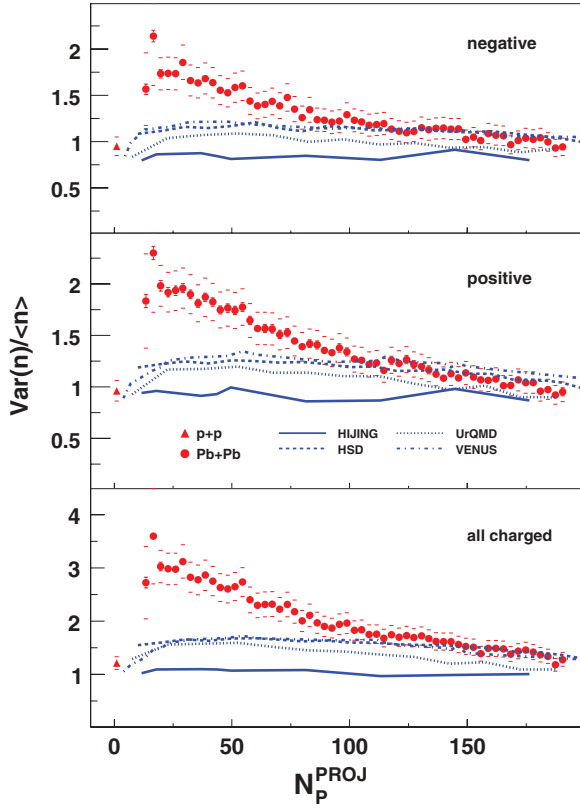 negative
2
1.5
1
0.5
positive
2
1.5
1
0.5
Var(n)/<n>
p+p
Pb+Pb
HIJING
HSD
UrQMD
VENUS
all charged
4
3
2
1
0
50
100
150
N_P^PROJ